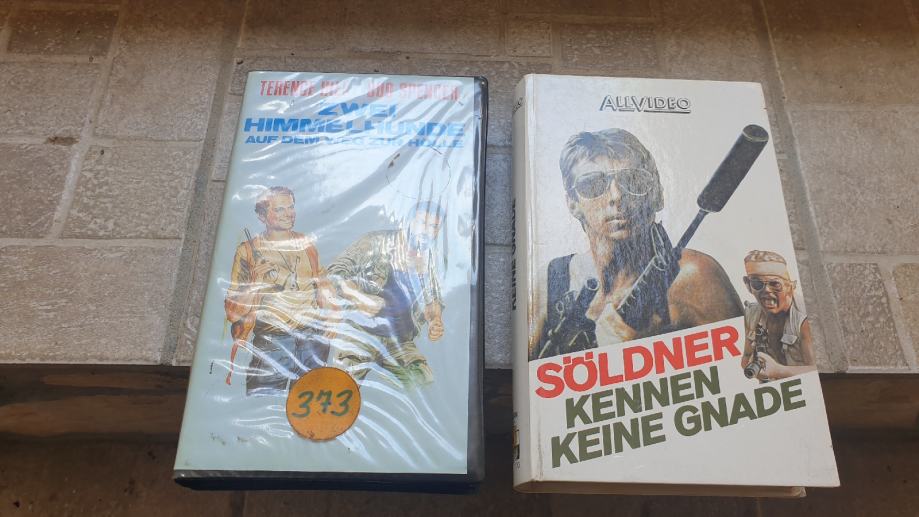 TERENCE HILL BUD SPENCER
ZWEI
HIMMELHUNDE
AUF DEM WEG ZUR HÖLLE
373
ALLVIDEO
SÖLDNER
KENNEN
KEINE GNADE